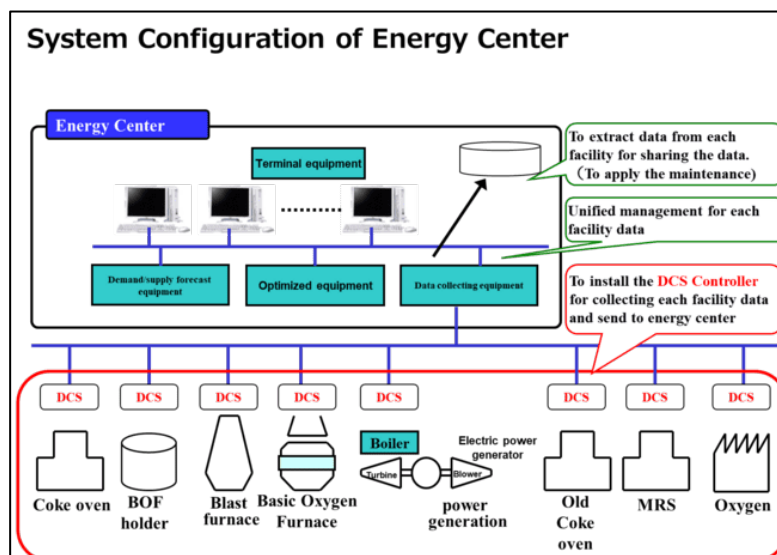 System Configuration of Energy Center
Energy Center
Terminal equipment
To extract data from each
facility for sharing the data.
（To apply the maintenance)
Unified management for each
facility data
Demand/supply forecast
equipment
Optimized equipment
Data collecting equipment
To install the DCS Controller
for collecting each facility data
and send to energy center
DCS
DCS
DCS
DCS
DCS
DCS
DCS
DCS
Coke oven
BOF
holder
Blast
furnace
Basic Oxygen
Furnace
Boiler
Electric power
generator
Turbine
Blower
power
generation
Old
Coke
oven
MRS
Oxygen